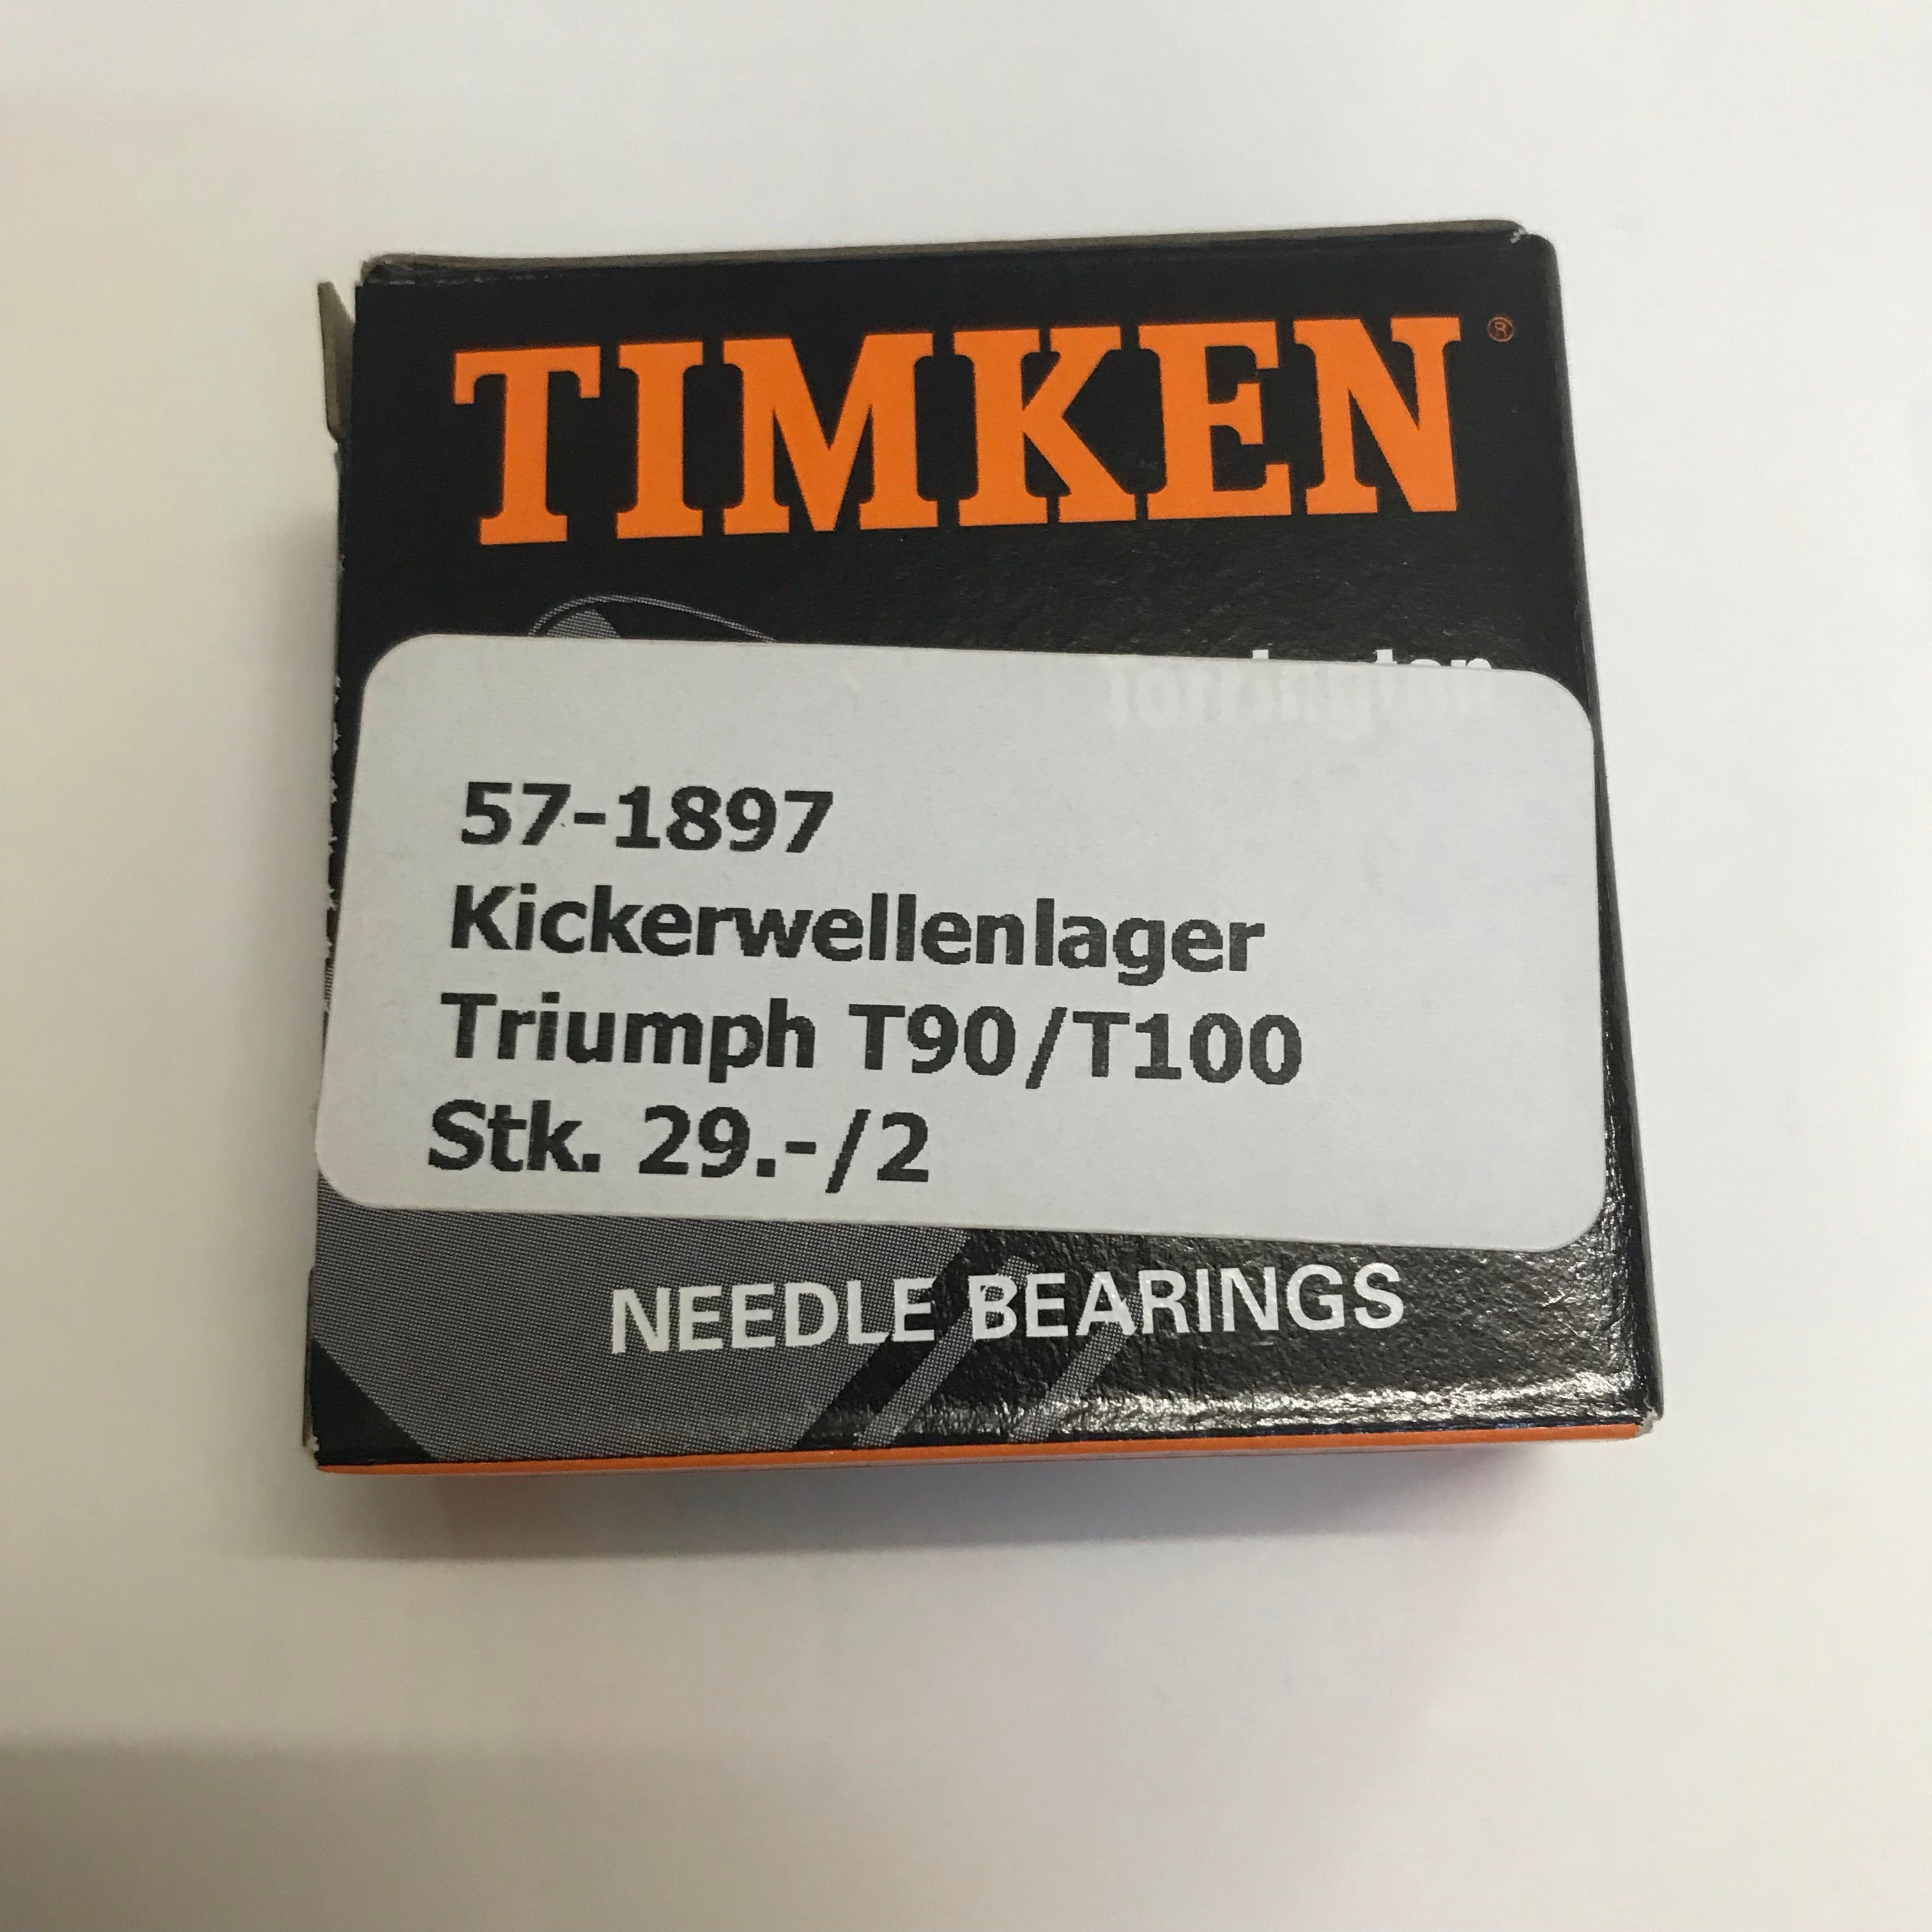 TIMKEN®
57-1897
Kickerwellenlager
Triumph T90/T100
Stk. 29.-/2
NEEDLE BEARINGS